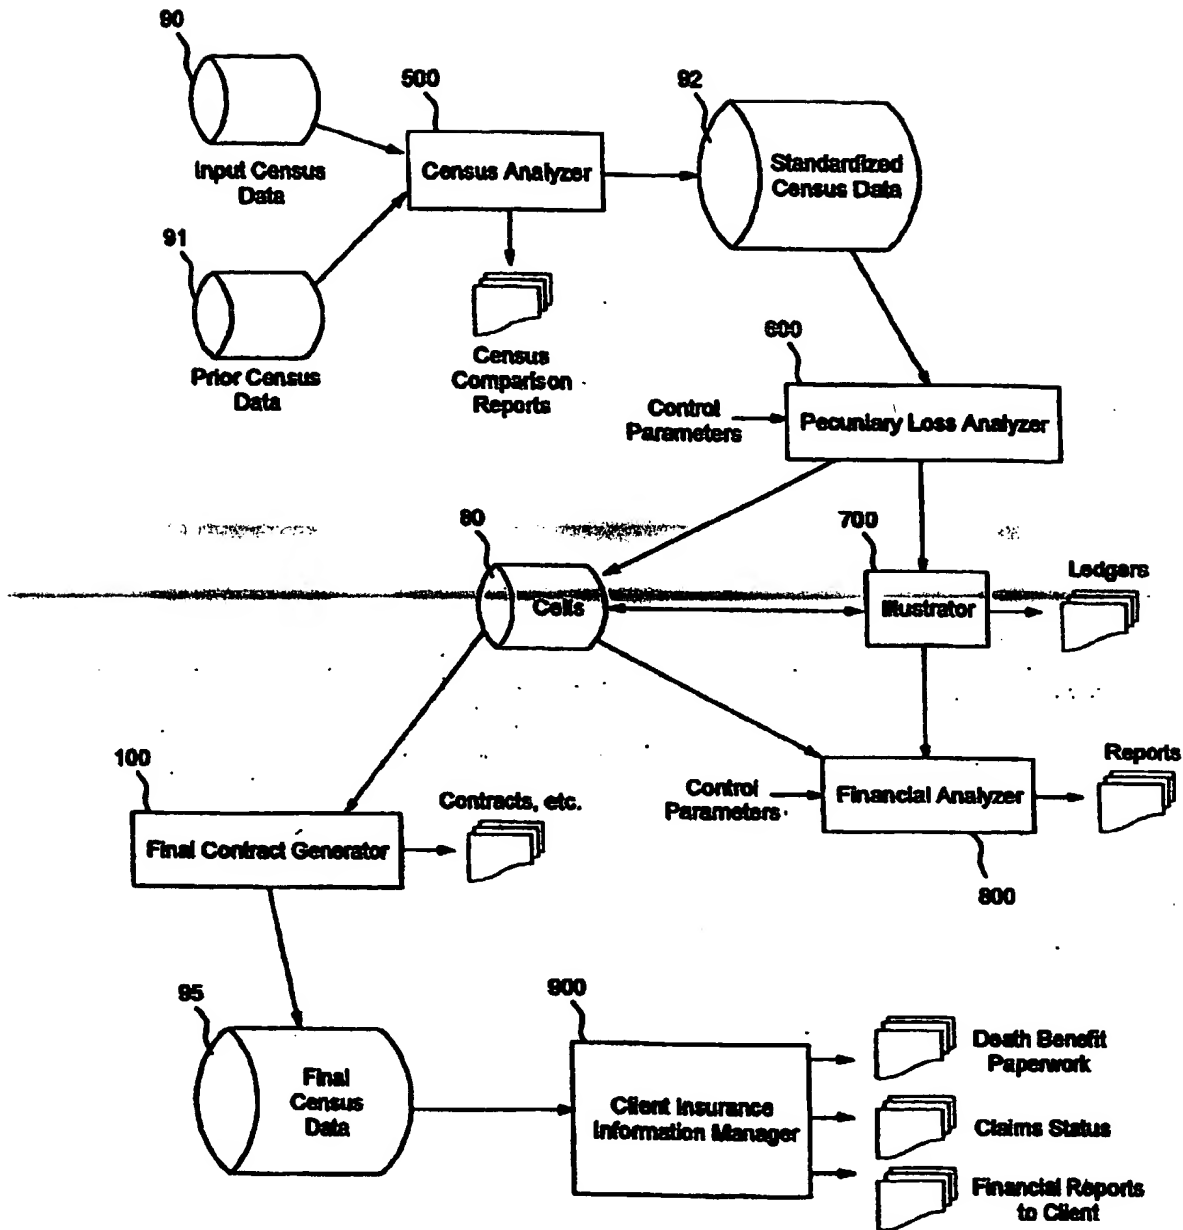 90
500
92
Input Census
Data
Census Analyzer
Standardized
Census Data
91
Prior Census
Data
Census
Comparison
Reports
600
Control
Parameters
Pecuniary Loss Analyzer
80
700
Cells
Illustrator
Ledgers
100
Contracts, etc.
Final Contract Generator
Control
Parameters
Financial Analyzer
Reports
800
95
900
Final
Census
Data
Client Insurance
Information Manager
Death Benefit
Paperwork
Claims Status
Financial Reports
to Client